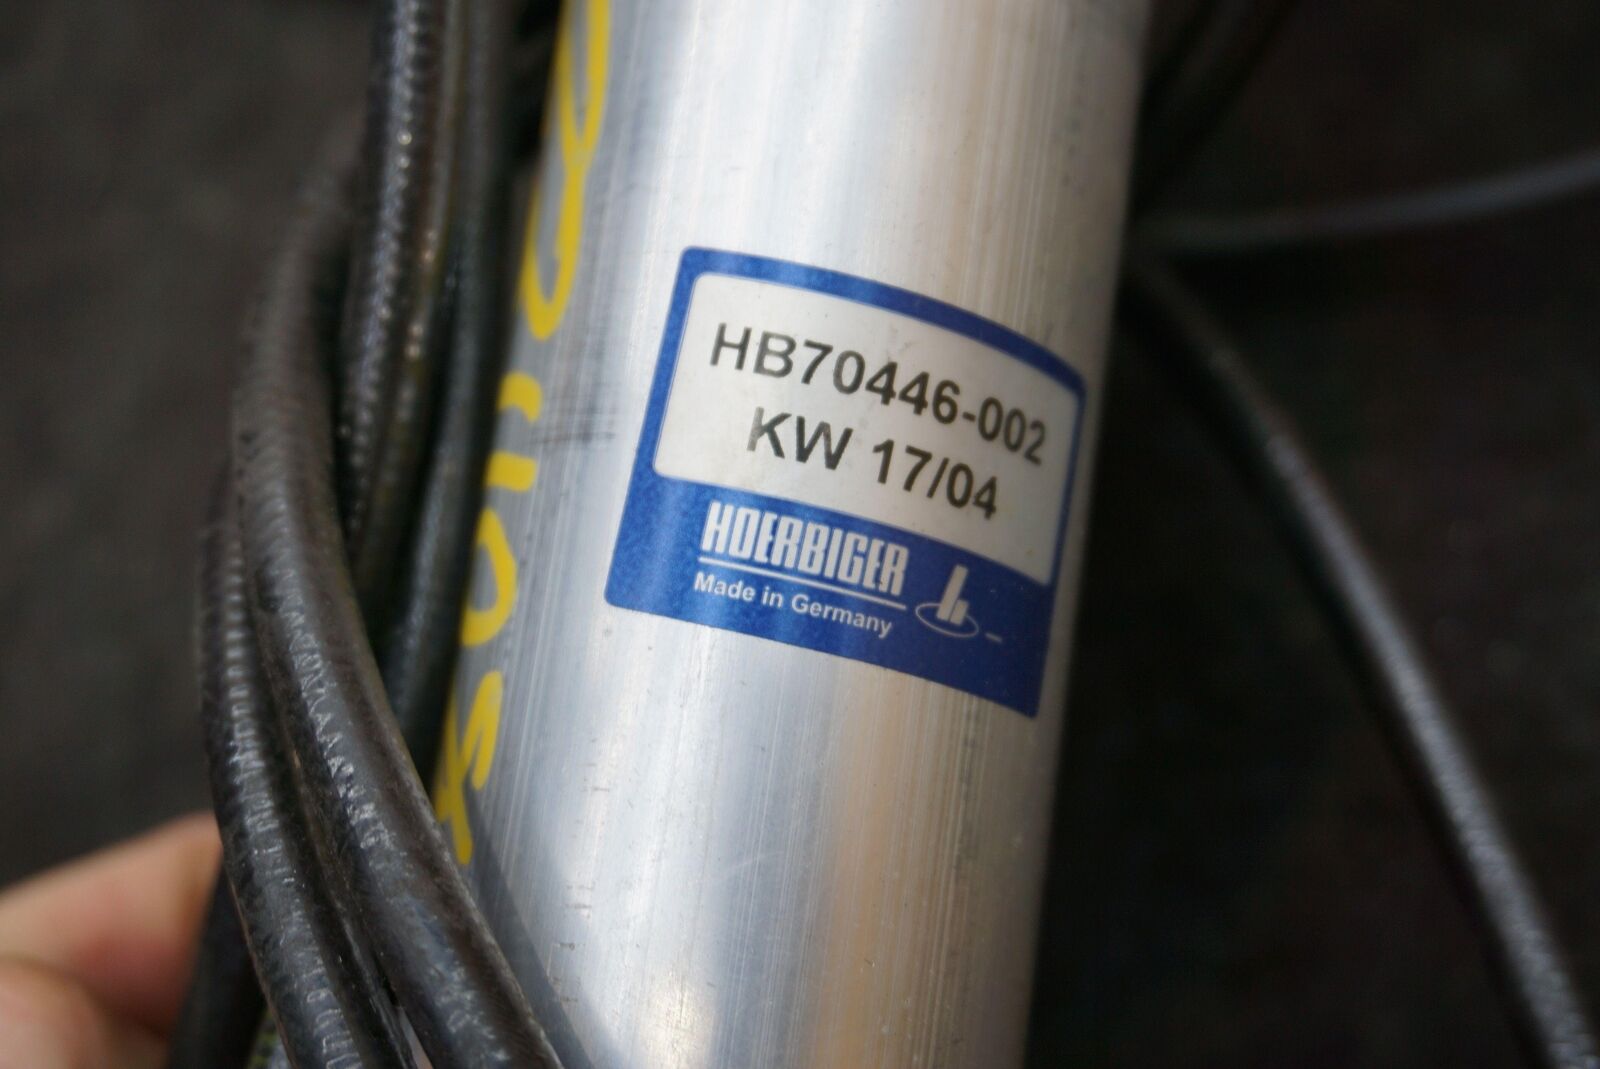 HB70446-002
KW 17/04
HOERBIGER
Made in Germany